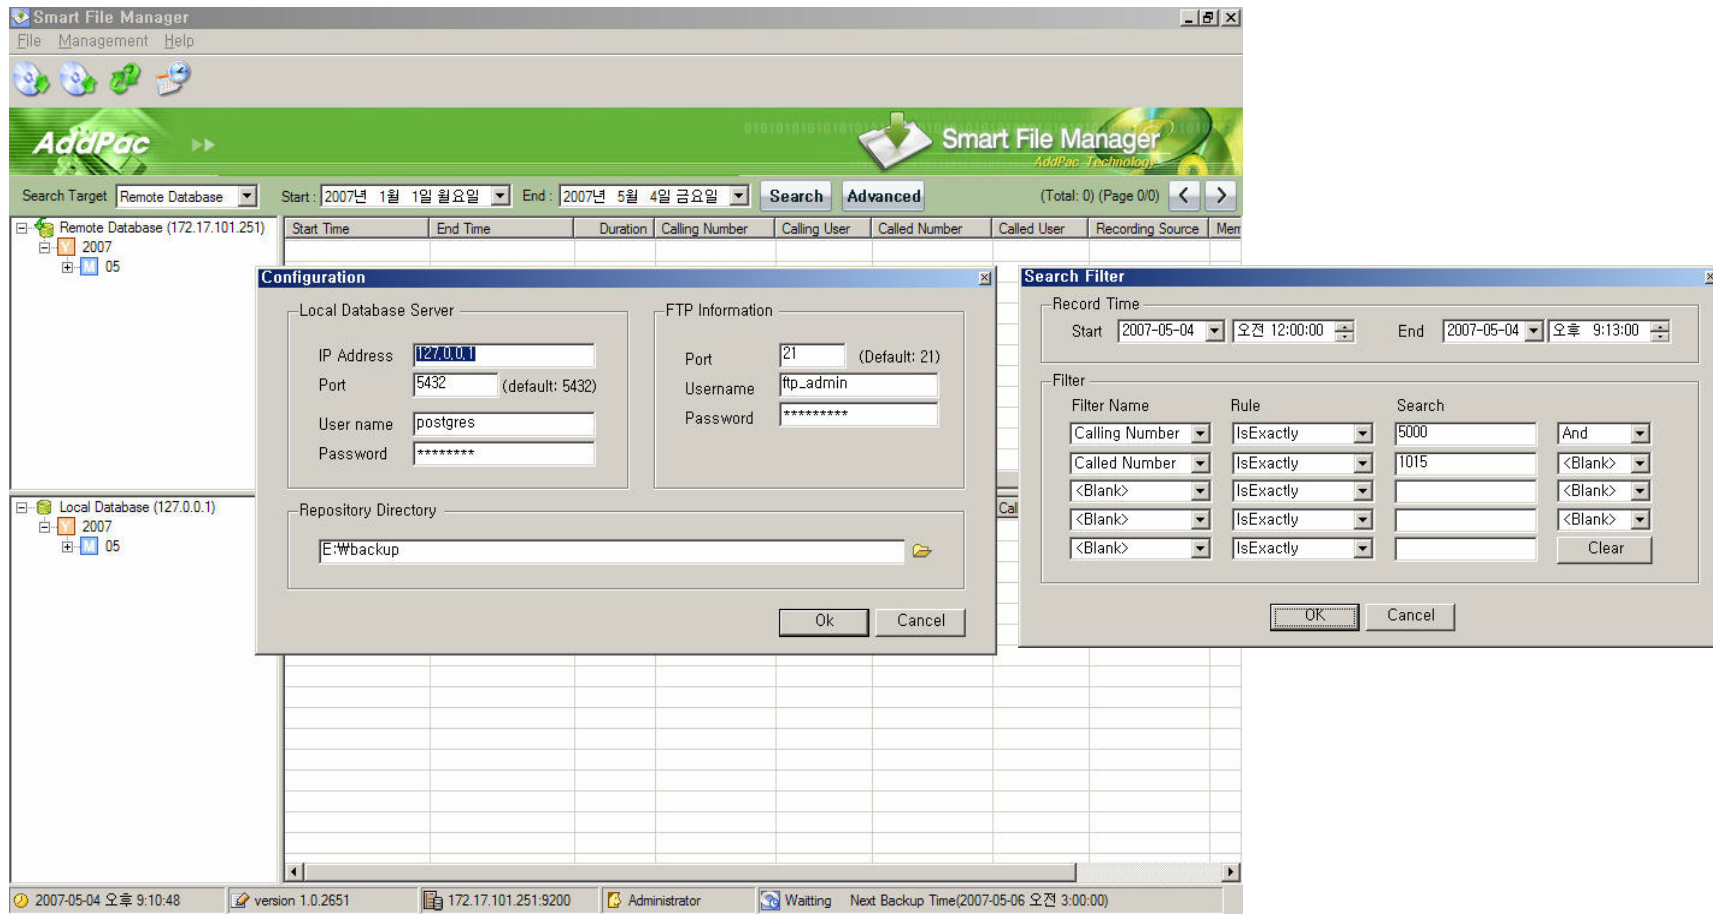 Smart File Manager
File Management Help
AddPac
Smart File Manager
AddPac Technology
Search Target Remote Database Start : 2007년 1월 1일 월요일 End : 2007년 5월 4일 금요일 Search Advanced (Total: 0) (Page 0/0) < >
Remote Database (172.17.101.251)
Y 2007
M 05
Start Time End Time Duration Calling Number Calling User Called Number Called User Recording Source Mem
Configuration
Local Database Server
IP Address 127.0.0.1
Port 5432 (default: 5432)
User name postgres
Password ********
FTP Information
Port 21 (Default: 21)
Username ftp_admin
Password *********
Repository Directory
E:₩backup
Ok Cancel
Search Filter
Record Time
Start 2007-05-04 오전 12:00:00 End 2007-05-04 오후 9:13:00
Filter
Filter Name Rule Search
Calling Number IsExactly 5000 And
Called Number IsExactly 1015 <Blank>
<Blank> IsExactly <Blank>
<Blank> IsExactly <Blank>
<Blank> IsExactly Clear
OK Cancel
Local Database (127.0.0.1)
Y 2007
M 05
Cal
2007-05-04 오후 9:10:48 version 1.0.2651 172.17.101.251:9200 Administrator Waitting Next Backup Time(2007-05-06 오전 3:00:00)